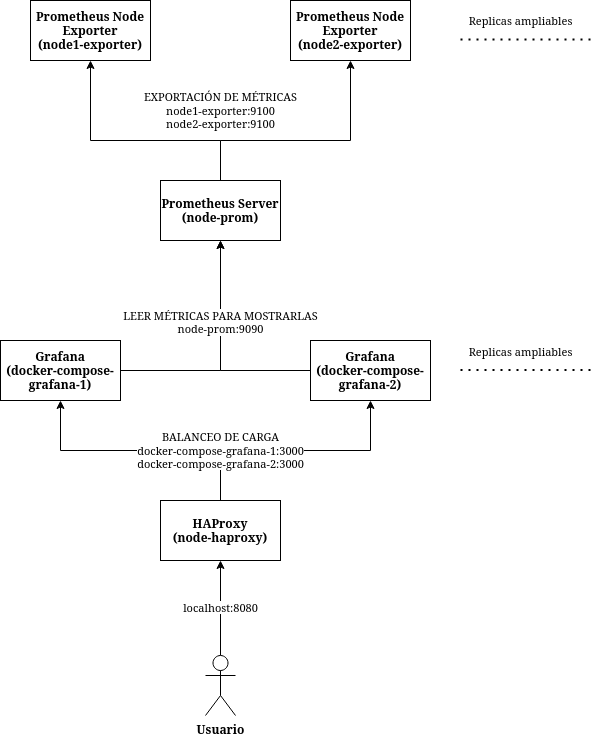 Prometheus Node
Exporter
(node1-exporter)
Prometheus Node
Exporter
(node2-exporter)
Replicas ampliables
EXPORTACIÓN DE MÉTRICAS
node1-exporter:9100
node2-exporter:9100
Prometheus Server
(node-prom)
LEER MÉTRICAS PARA MOSTRARLAS
node-prom:9090
Grafana
(docker-compose-
grafana-1)
Grafana
(docker-compose-
grafana-2)
Replicas ampliables
BALANCEO DE CARGA
docker-compose-grafana-1:3000
docker-compose-grafana-2:3000
HAProxy
(node-haproxy)
localhost:8080
Usuario